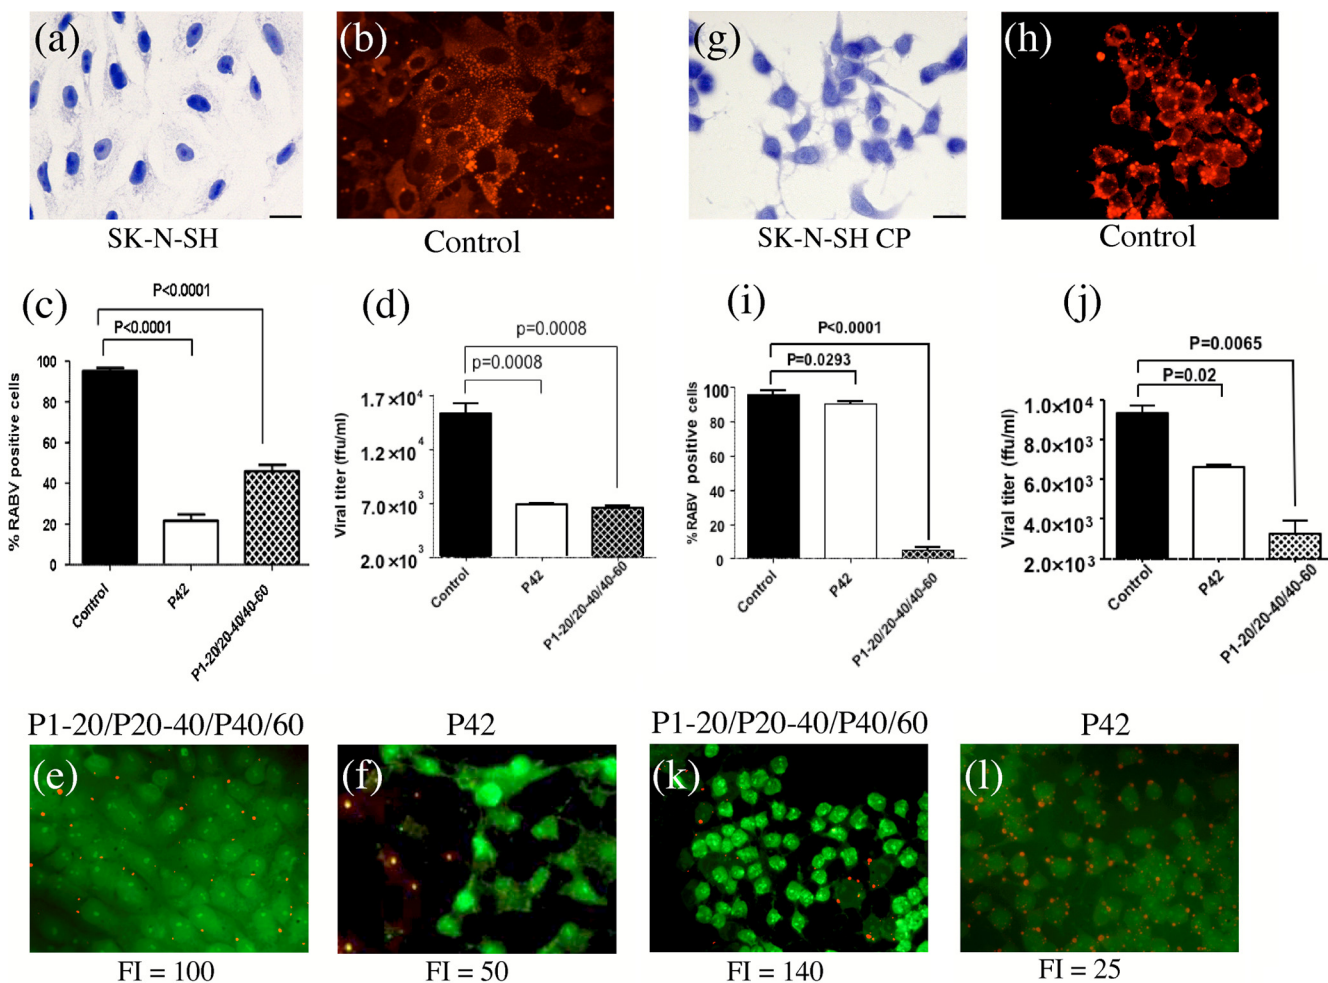 (a)
(b)
(g)
(h)
SK-N-SH
Control
SK-N-SH CP
Control
(c)
P<0.0001
P<0.0001
% RABV positive cells
100
80
60
40
20
0
Control
P42
P1-20/20-40/40-60
(d)
p=0.0008
p=0.0008
Viral titer (ffu/ml)
1.7×10⁴
1.2 ×10⁴
7.0 ×10³
2.0 ×10³
Control
P42
P1-20/20-40/40-60
(i)
P<0.0001
P=0.0293
% RABV positive cells
100
80
60
40
20
0
Control
P42
P1-20/20-40/40-60
(j)
P=0.0065
P=0.02
Viral titer (ffu/ml)
1.0×10⁴
8.0×10³
6.0×10³
4.0×10³
2.0×10³
Control
P42
P1-20/20-40/40-60
P1-20/P20-40/P40/60
P42
P1-20/P20-40/P40/60
P42
(e)
(f)
(k)
(l)
FI = 100
FI = 50
FI = 140
FI = 25